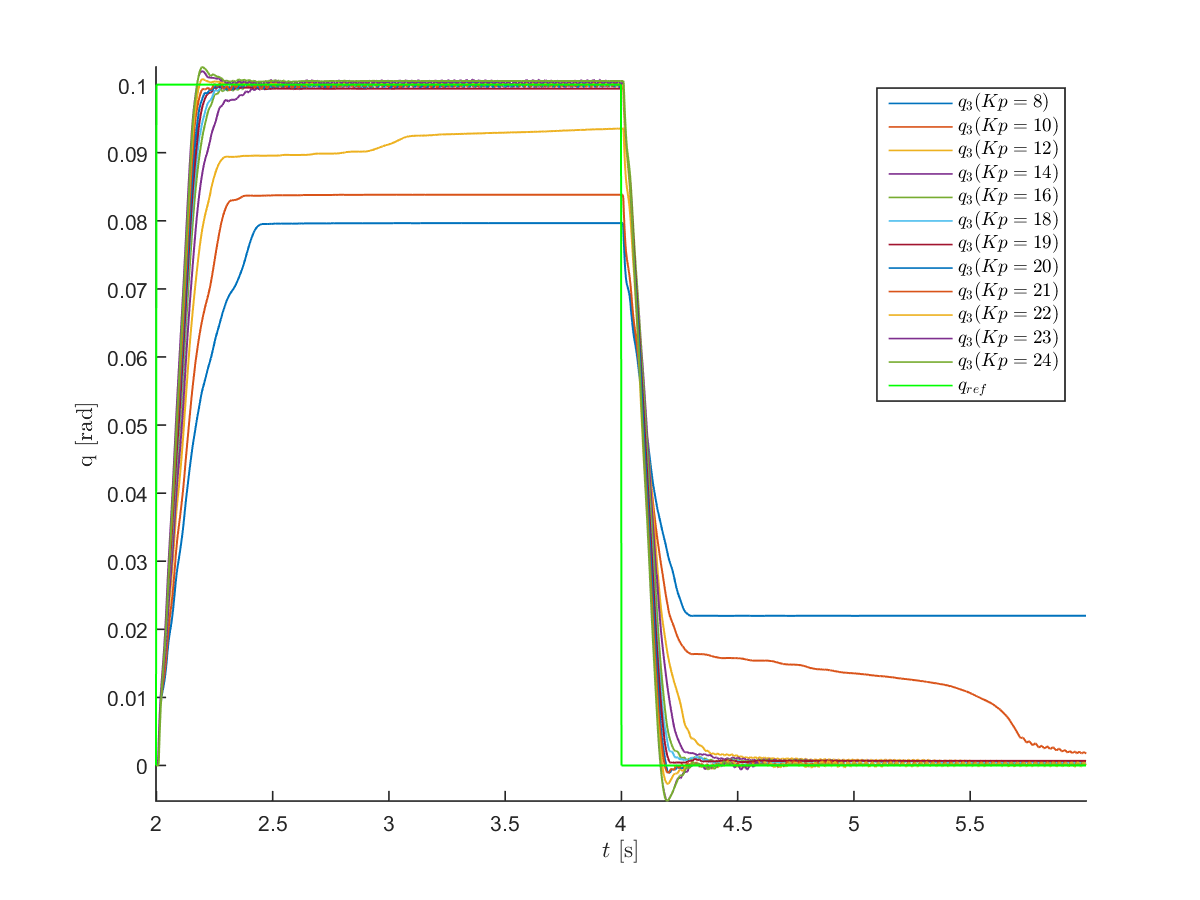 0.1
0.09
0.08
0.07
0.06
0.05
0.04
0.03
0.02
0.01
0
q [rad]
2
2.5
3
3.5
4
4.5
5
5.5
t [s]
q3(Kp = 8)
q3(Kp = 10)
q3(Kp = 12)
q3(Kp = 14)
q3(Kp = 16)
q3(Kp = 18)
q3(Kp = 19)
q3(Kp = 20)
q3(Kp = 21)
q3(Kp = 22)
q3(Kp = 23)
q3(Kp = 24)
qref